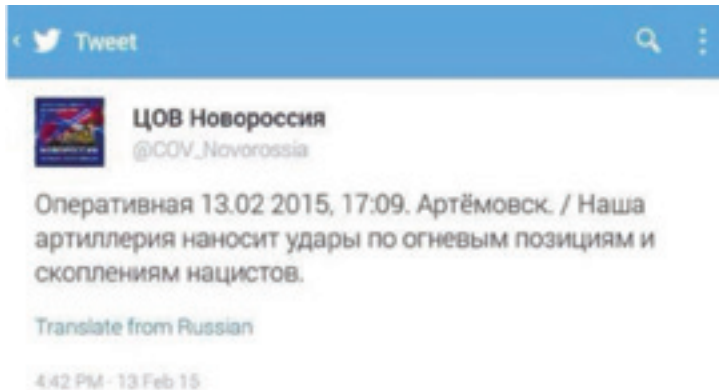 Tweet
ЦОВ Новороссия
@COV_Novorossia
Оперативная 13.02 2015, 17:09. Артёмовск. / Наша
артиллерия наносит удары по огневым позициям и
скоплениям нацистов.
Translate from Russian
4:42 PM - 13 Feb 15